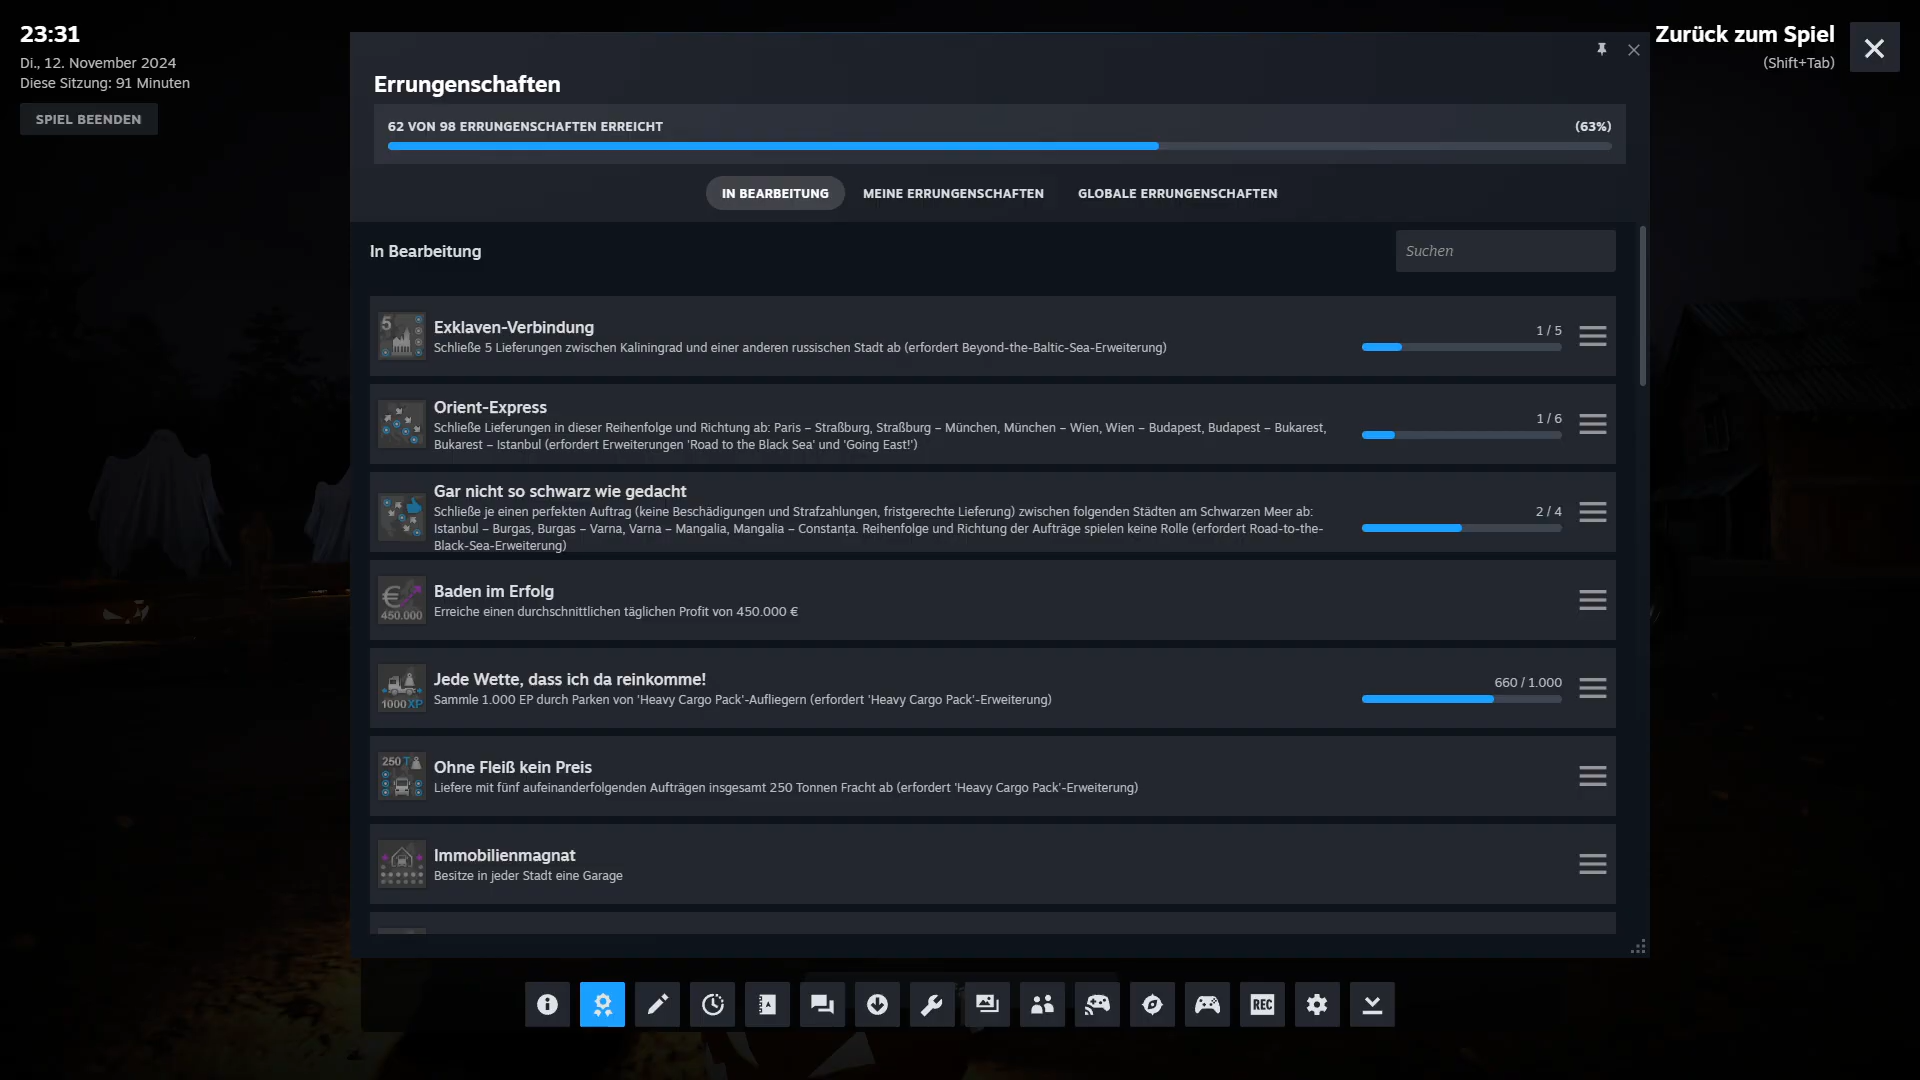 23:31
Di., 12. November 2024
Diese Sitzung: 91 Minuten
SPIEL BEENDEN
Zurück zum Spiel
(Shift+Tab)
Errungenschaften
62 VON 98 ERRUNGENSCHAFTEN ERREICHT
(63%)
IN BEARBEITUNG
MEINE ERRUNGENSCHAFTEN
GLOBALE ERRUNGENSCHAFTEN
In Bearbeitung
Suchen
5
Exklaven-Verbindung
Schließe 5 Lieferungen zwischen Kaliningrad und einer anderen russischen Stadt ab (erfordert Beyond-the-Baltic-Sea-Erweiterung)
1 / 5
Orient-Express
Schließe Lieferungen in dieser Reihenfolge und Richtung ab: Paris – Straßburg, Straßburg – München, München – Wien, Wien – Budapest, Budapest – Bukarest,
Bukarest – Istanbul (erfordert Erweiterungen 'Road to the Black Sea' und 'Going East!')
1 / 6
Gar nicht so schwarz wie gedacht
Schließe je einen perfekten Auftrag (keine Beschädigungen und Strafzahlungen, fristgerechte Lieferung) zwischen folgenden Städten am Schwarzen Meer ab:
Istanbul – Burgas, Burgas – Varna, Varna – Mangalia, Mangalia – Constanța. Reihenfolge und Richtung der Aufträge spielen keine Rolle (erfordert Road-to-the-
Black-Sea-Erweiterung)
2 / 4
€
450.000
Baden im Erfolg
Erreiche einen durchschnittlichen täglichen Profit von 450.000 €
1000XP
Jede Wette, dass ich da reinkomme!
Sammle 1.000 EP durch Parken von 'Heavy Cargo Pack'-Aufliegern (erfordert 'Heavy Cargo Pack'-Erweiterung)
660 / 1.000
250 T
Ohne Fleiß kein Preis
Liefere mit fünf aufeinanderfolgenden Aufträgen insgesamt 250 Tonnen Fracht ab (erfordert 'Heavy Cargo Pack'-Erweiterung)
Immobilienmagnat
Besitze in jeder Stadt eine Garage
REC